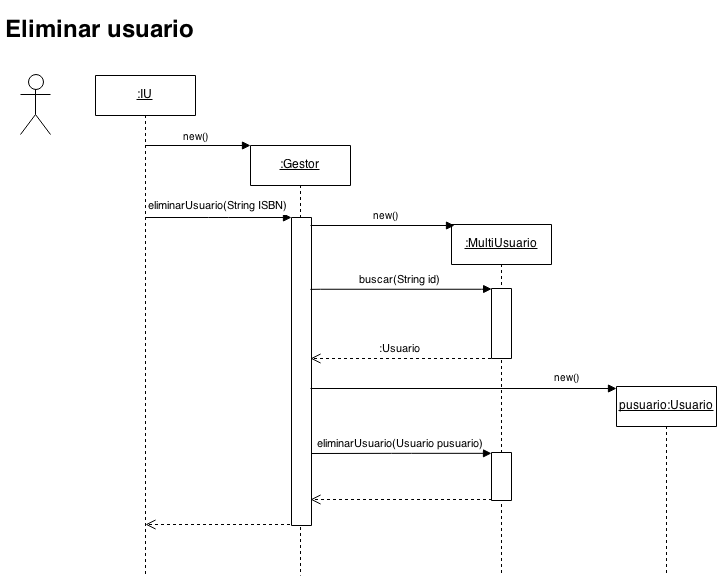 Eliminar usuario
:IU
new()
:Gestor
eliminarUsuario(String ISBN)
new()
:MultiUsuario
buscar(String id)
:Usuario
new()
pusuario:Usuario
eliminarUsuario(Usuario pusuario)